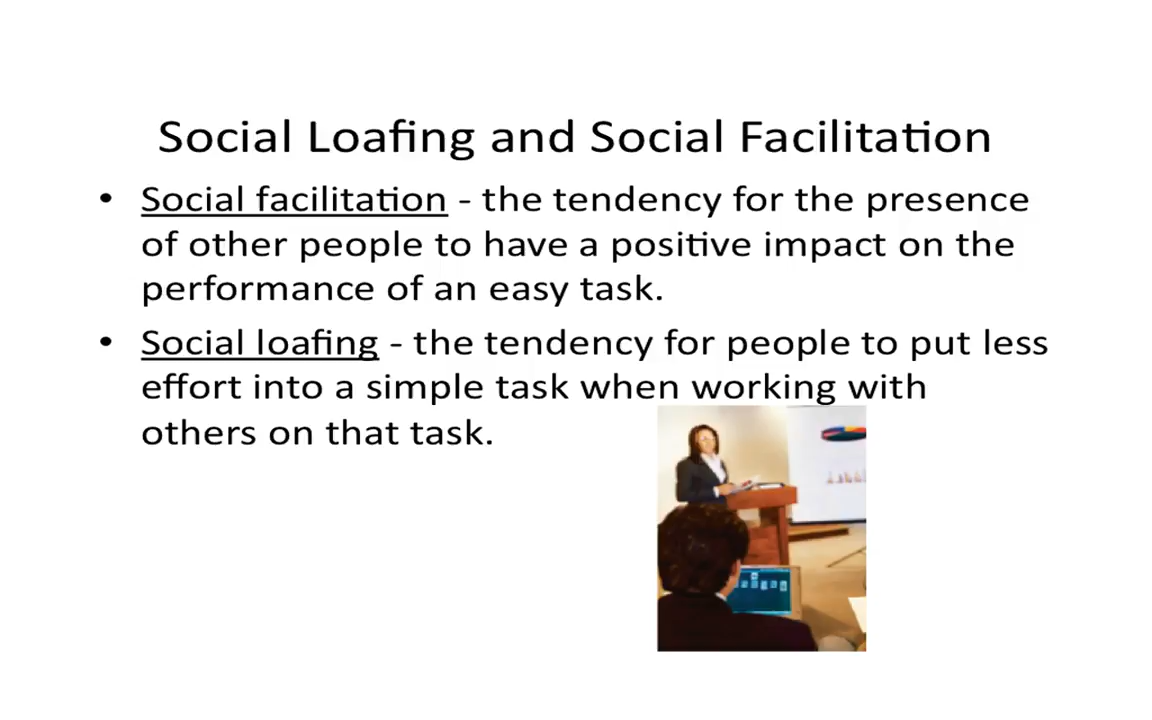 Social Loafing and Social Facilitation
• Social facilitation - the tendency for the presence
of other people to have a positive impact on the
performance of an easy task.
• Social loafing - the tendency for people to put less
effort into a simple task when working with
others on that task.